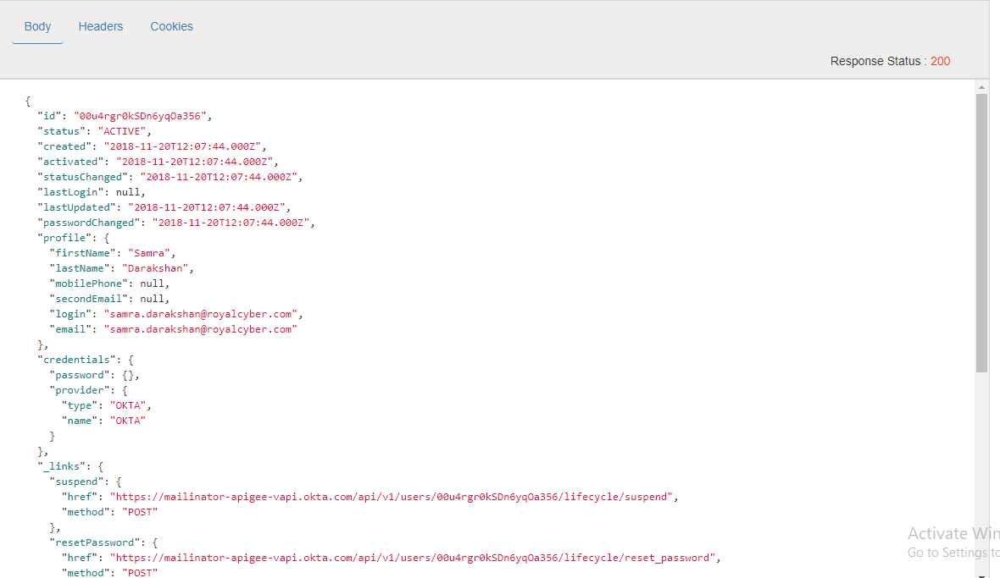 Body Headers Cookies
Response Status : 200
{
"id": "00u4rgr0kSDn6yqOa356",
"status": "ACTIVE",
"created": "2018-11-20T12:07:44.000Z",
"activated": "2018-11-20T12:07:44.000Z",
"statusChanged": "2018-11-20T12:07:44.000Z",
"lastLogin": null,
"lastUpdated": "2018-11-20T12:07:44.000Z",
"passwordChanged": "2018-11-20T12:07:44.000Z",
"profile": {
"firstName": "Samra",
"lastName": "Darakshan",
"mobilePhone": null,
"secondEmail": null,
"login": "samra.darakshan@royalcyber.com",
"email": "samra.darakshan@royalcyber.com"
},
"credentials": {
"password": {},
"provider": {
"type": "OKTA",
"name": "OKTA"
}
},
"_links": {
"suspend": {
"href": "https://mailinator-apigee-vapi.okta.com/api/v1/users/00u4rgr0kSDn6yqOa356/lifecycle/suspend",
"method": "POST"
},
"resetPassword": {
"href": "https://mailinator-apigee-vapi.okta.com/api/v1/users/00u4rgr0kSDn6yqOa356/lifecycle/reset_password",
"method": "POST"
Activate Win
Go to Settings to